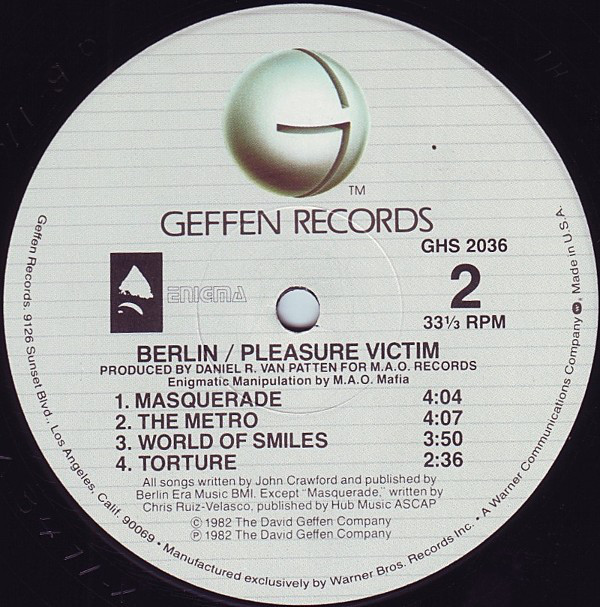 TM
GEFFEN RECORDS
GHS 2036
ENIGMA
2
33⅓ RPM
BERLIN / PLEASURE VICTIM
PRODUCED BY DANIEL R. VAN PATTEN FOR M.A.O. RECORDS
Enigmatic Manipulation by M.A.O. Mafia
1. MASQUERADE 4:04
2. THE METRO 4:07
3. WORLD OF SMILES 3:50
4. TORTURE 2:36
All songs written by John Crawford and published by
Berlin Era Music BMI. Except "Masquerade," written by
Chris Ruiz-Velasco, published by Hub Music ASCAP
© 1982 The David Geffen Company
℗ 1982 The David Geffen Company
Geffen Records, 9126 Sunset Blvd., Los Angeles, Calif. 90069 • Manufactured exclusively by Warner Bros. Records Inc. • A Warner Communications Company, Made in U.S.A.